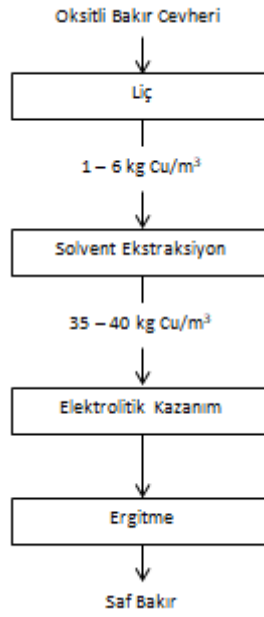 Oksitli Bakır Cevheri
Liç
1 – 6 kg Cu/m³
Solvent Ekstraksiyon
35 – 40 kg Cu/m³
Elektrolitik Kazanım
Ergitme
Saf Bakır